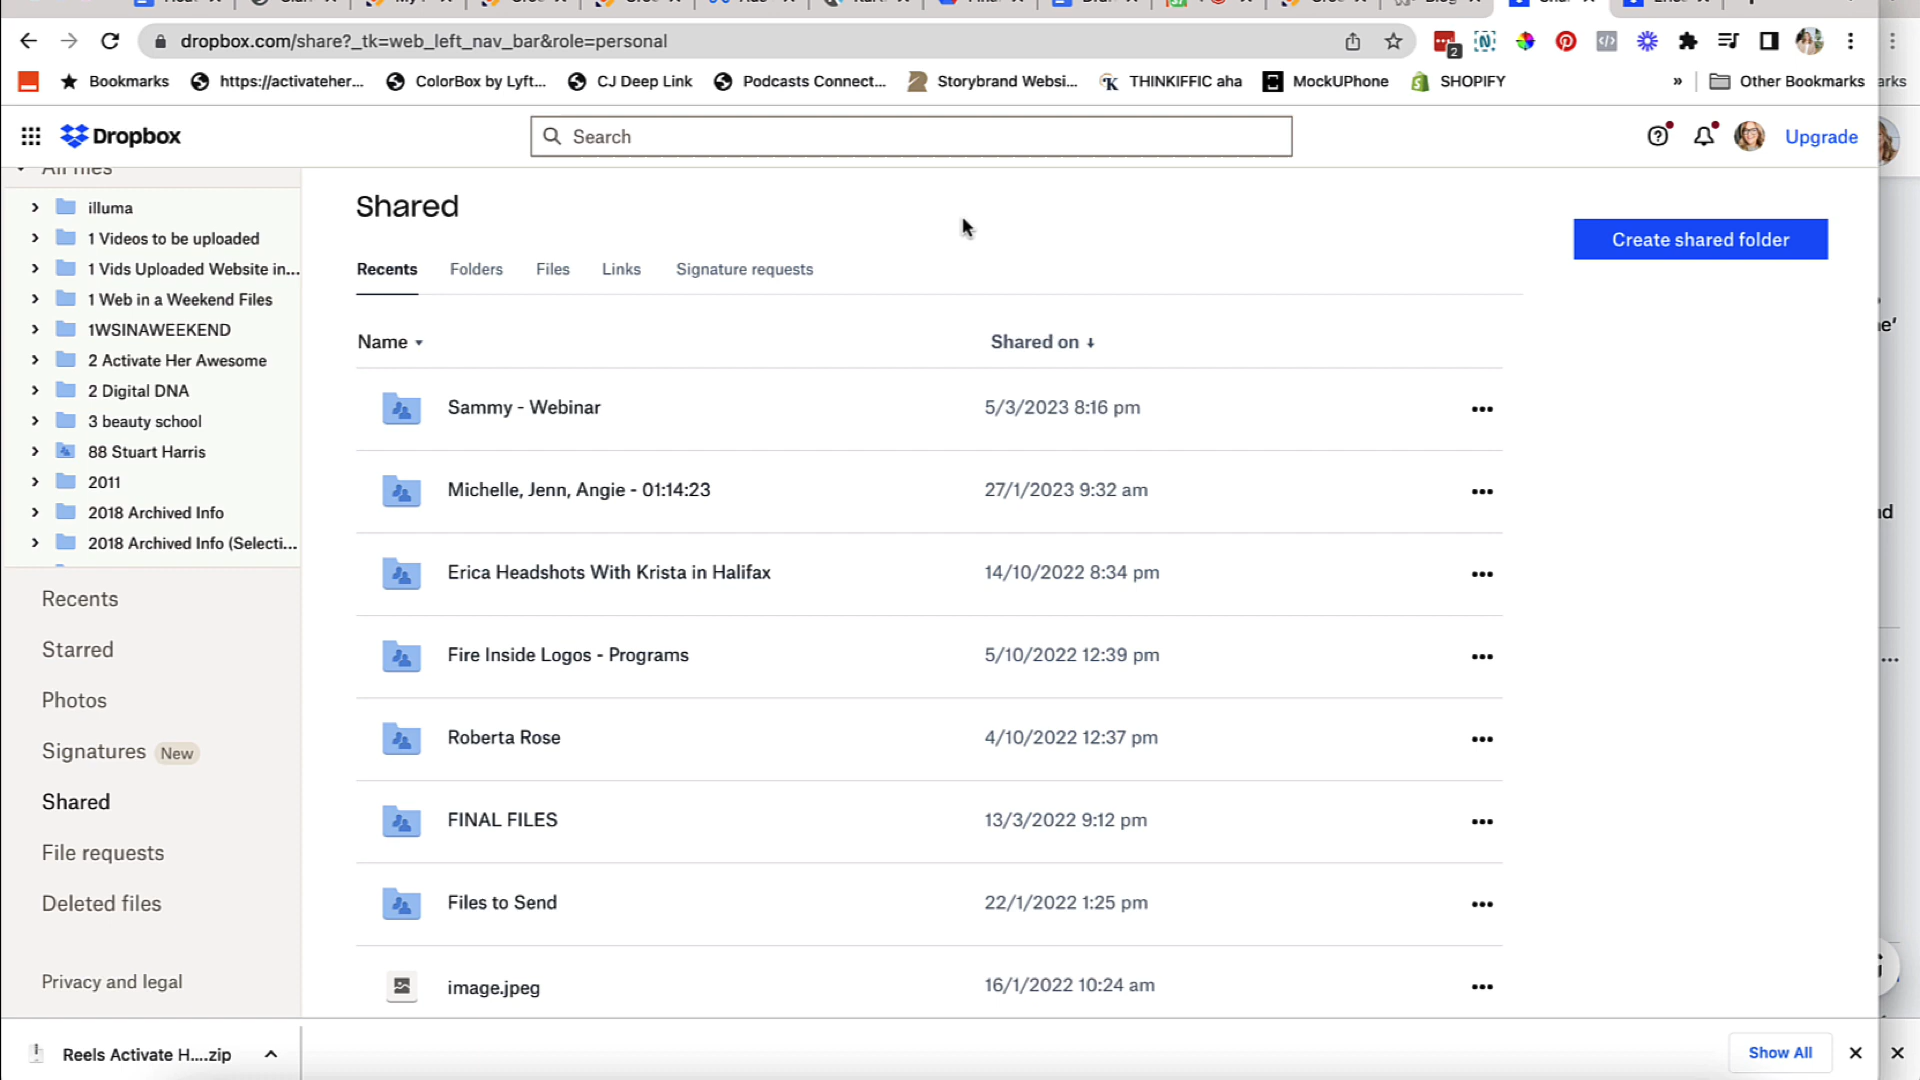 dropbox.com/share?_tk=web_left_nav_bar&role=personal
2
Bookmarks https://activateher... ColorBox by Lyft... CJ Deep Link Podcasts Connect... Storybrand Websi... THINKIFFIC aha MockUPhone SHOPIFY » Other Bookmarks arks
Dropbox
Search
Upgrade
All files
illuma
1 Videos to be uploaded
1 Vids Uploaded Website in...
1 Web in a Weekend Files
1WSINAWEEKEND
2 Activate Her Awesome
2 Digital DNA
3 beauty school
88 Stuart Harris
2011
2018 Archived Info
2018 Archived Info (Selecti...
Recents
Starred
Photos
Signatures New
Shared
File requests
Deleted files
Privacy and legal
Shared
Create shared folder
Recents Folders Files Links Signature requests
Name Shared on
Sammy - Webinar 5/3/2023 8:16 pm
Michelle, Jenn, Angie - 01:14:23 27/1/2023 9:32 am
Erica Headshots With Krista in Halifax 14/10/2022 8:34 pm
Fire Inside Logos - Programs 5/10/2022 12:39 pm
Roberta Rose 4/10/2022 12:37 pm
FINAL FILES 13/3/2022 9:12 pm
Files to Send 22/1/2022 1:25 pm
image.jpeg 16/1/2022 10:24 am
Reels Activate H....zip
Show All